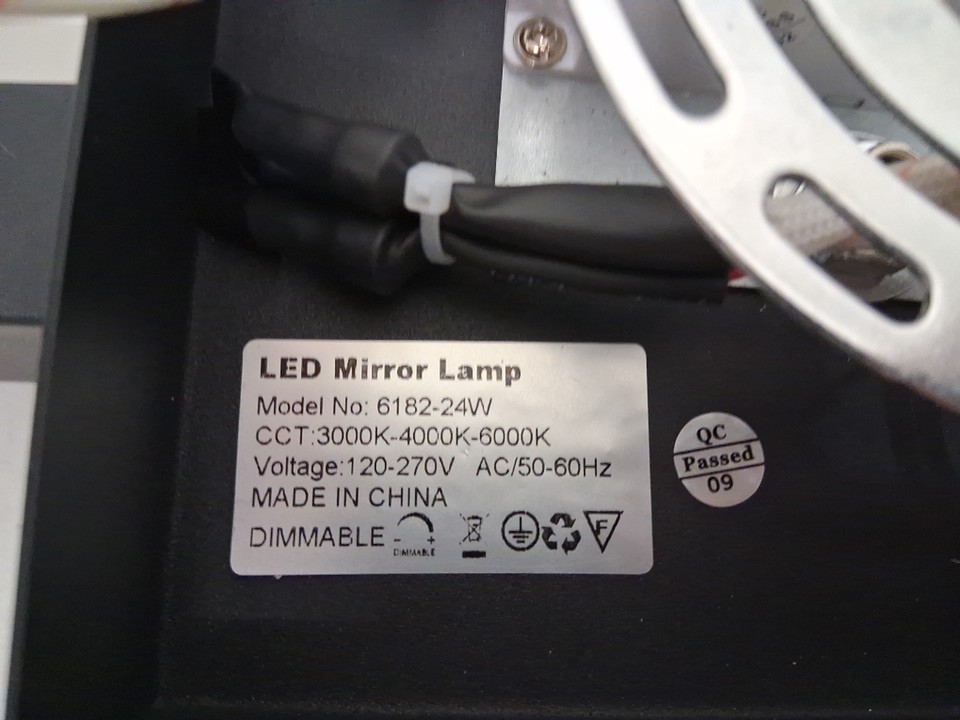 LED Mirror Lamp
Model No: 6182-24W
CCT:3000K-4000K-6000K
Voltage:120-270V AC/50-60Hz
MADE IN CHINA
DIMMABLE
- +
DIMMABLE
F
QC
Passed
09